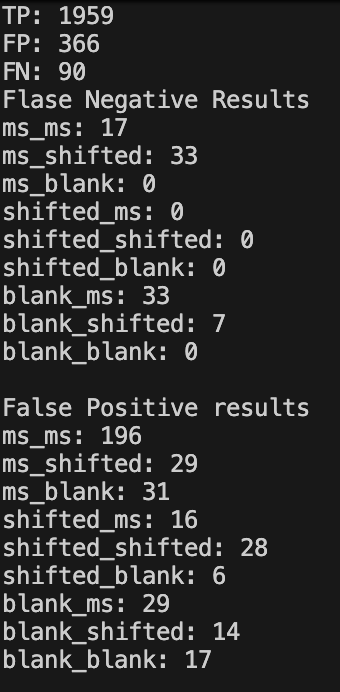 TP: 1959
FP: 366
FN: 90
Flase Negative Results
ms_ms: 17
ms_shifted: 33
ms_blank: 0
shifted_ms: 0
shifted_shifted: 0
shifted_blank: 0
blank_ms: 33
blank_shifted: 7
blank_blank: 0

False Positive results
ms_ms: 196
ms_shifted: 29
ms_blank: 31
shifted_ms: 16
shifted_shifted: 28
shifted_blank: 6
blank_ms: 29
blank_shifted: 14
blank_blank: 17